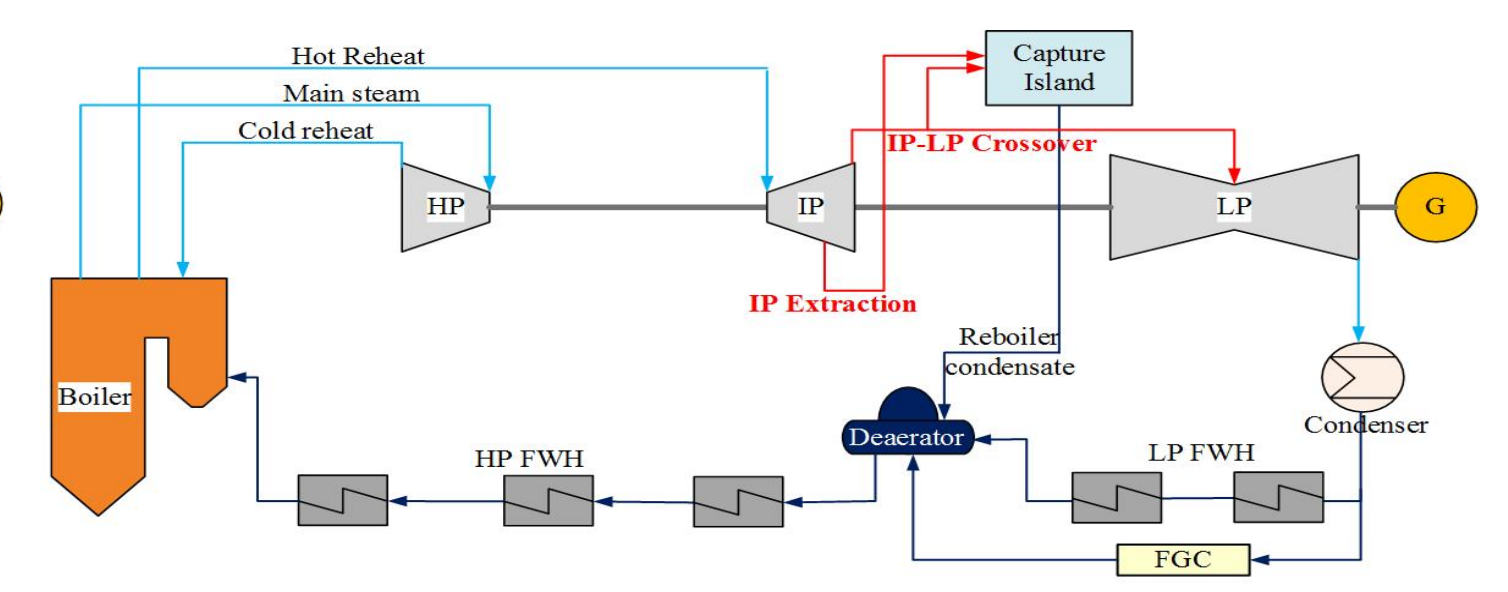 Hot Reheat
Main steam
Cold reheat
Capture
Island
IP-LP Crossover
HP
IP
LP
G
IP Extraction
Reboiler
condensate
Boiler
Deaerator
Condenser
HP FWH
LP FWH
FGC